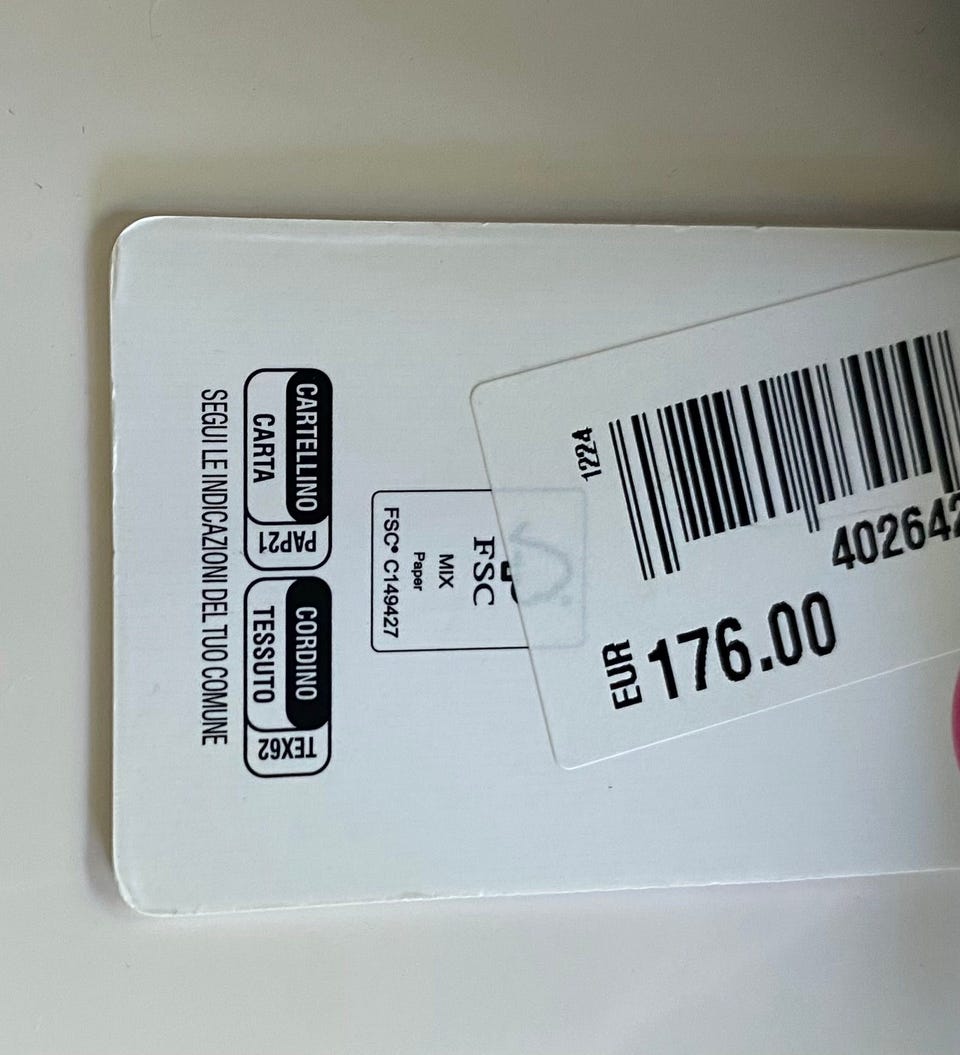 FSC
MIX
Paper
FSC® C149427
CARTELLINO
CARTA
PAP21
CORDINO
TESSUTO
TEX62
SEGUI LE INDICAZIONI DEL TUO COMUNE
1224
402642
EUR 176.00